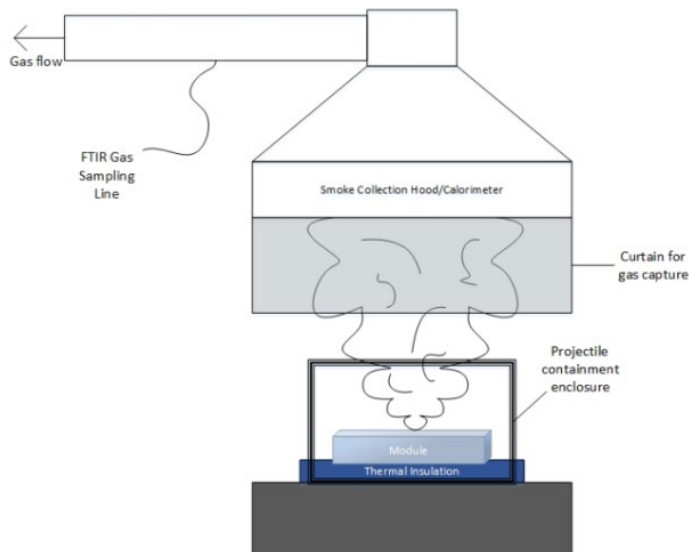 Gas flow
FTIR Gas
Sampling
Line
Smoke Collection Hood/Calorimeter
Curtain for
gas capture
Projectile
containment
enclosure
Module
Thermal Insulation